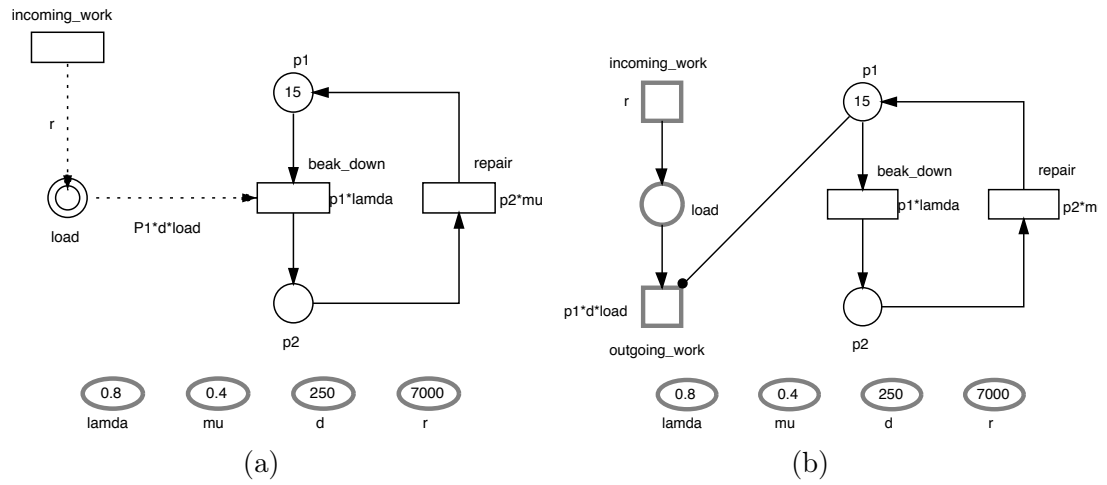 incoming_work
r
load
P1*d*load
p1
15
beak_down
p1*lamda
repair
p2*mu
p2
0.8
0.4
250
7000
lamda
mu
d
r
(a)
incoming_work
r
load
p1*d*load
outgoing_work
p1
15
beak_down
p1*lamda
repair
p2*m
p2
0.8
0.4
250
7000
lamda
mu
d
r
(b)